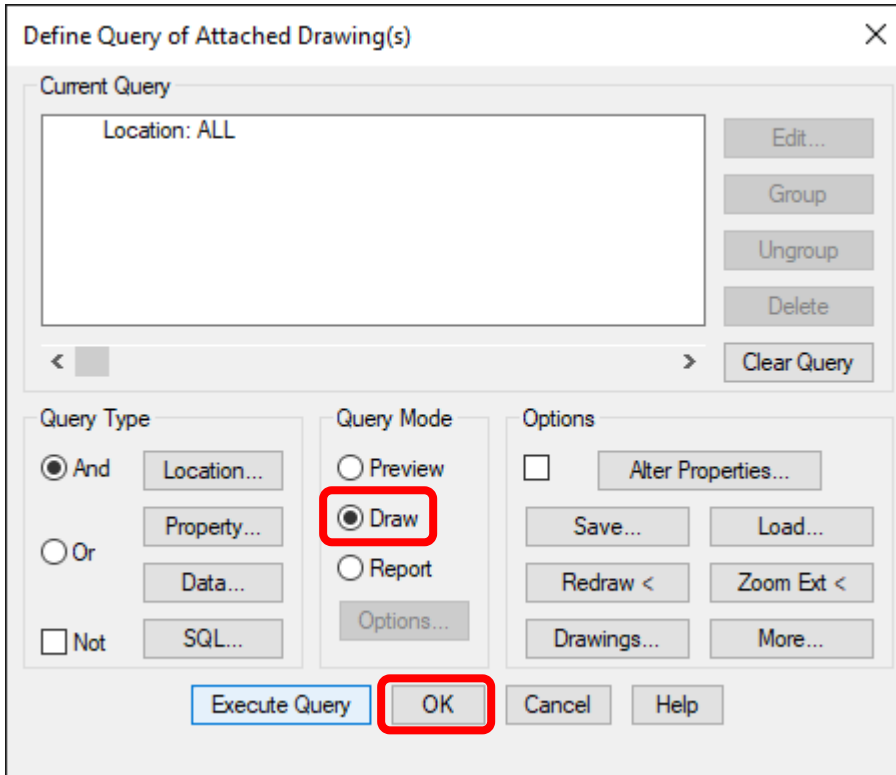 Define Query of Attached Drawing(s)
Current Query
Location: ALL
Edit...
Group
Ungroup
Delete
Clear Query
Query Type
And
Location...
Property...
Or
Data...
Not
SQL...
Query Mode
Preview
Draw
Report
Options...
Options
Alter Properties...
Save...
Load...
Redraw <
Zoom Ext <
Drawings...
More...
Execute Query
OK
Cancel
Help